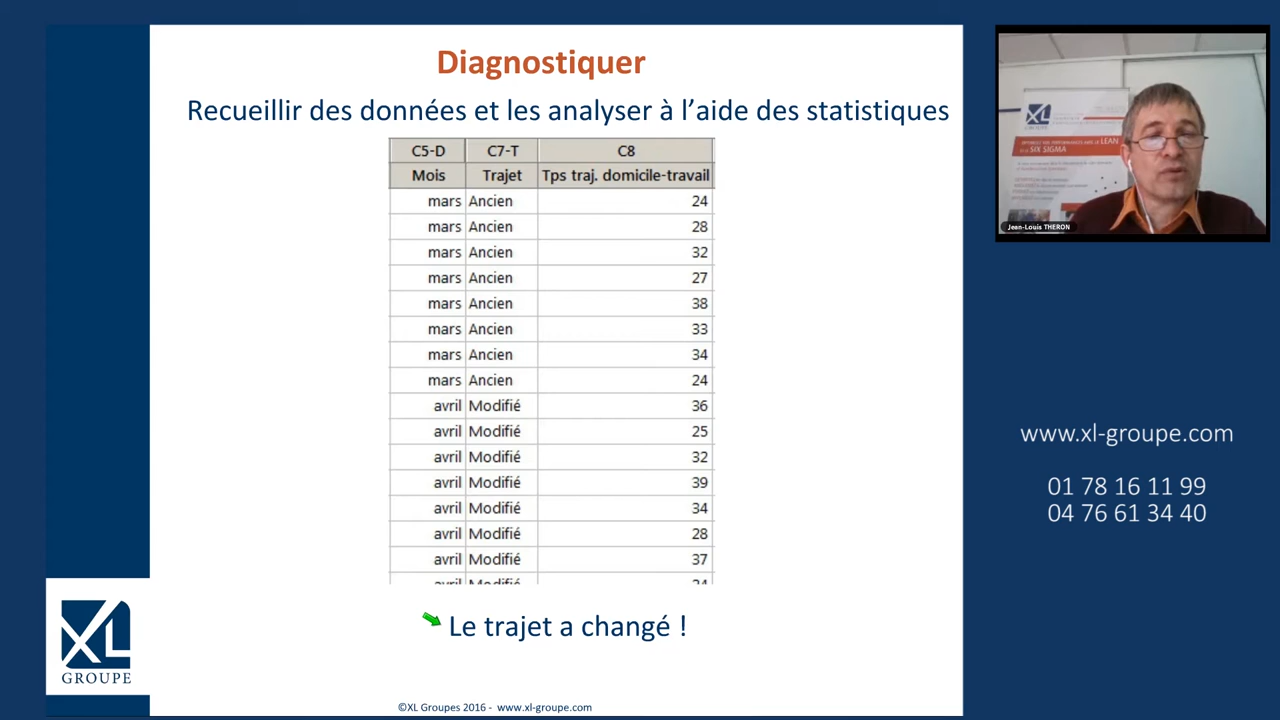 Diagnostiquer
Recueillir des données et les analyser à l’aide des statistiques
C5-D C7-T C8
Mois Trajet Tps traj. domicile-travail
mars Ancien 24
mars Ancien 28
mars Ancien 32
mars Ancien 27
mars Ancien 38
mars Ancien 33
mars Ancien 34
mars Ancien 24
avril Modifié 36
avril Modifié 25
avril Modifié 32
avril Modifié 39
avril Modifié 34
avril Modifié 28
avril Modifié 37
avril Modifié
Le trajet a changé !
XL
GROUPE
©XL Groupes 2016 - www.xl-groupe.com
XL
LEAN
SIX SIGMA
Jean-Louis THERON
www.xl-groupe.com
01 78 16 11 99
04 76 61 34 40